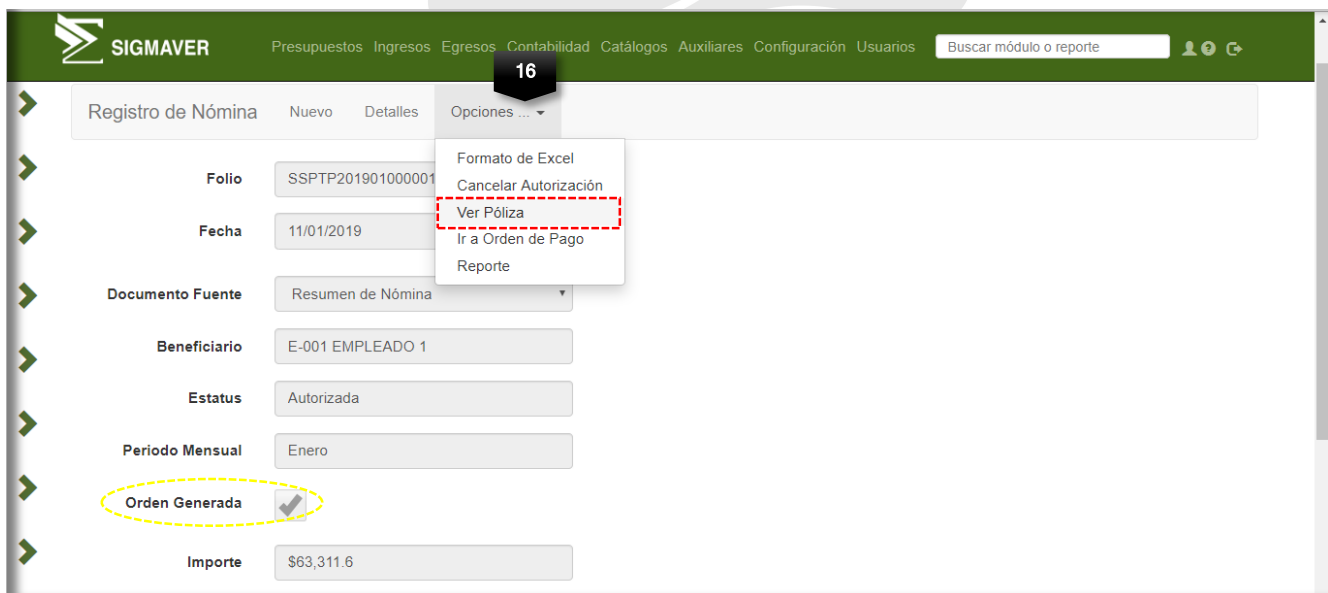 SIGMAVER Presupuestos Ingresos Egresos Contabilidad Catálogos Auxiliares Configuración Usuarios Buscar módulo o reporte
16
Registro de Nómina Nuevo Detalles Opciones ...
Formato de Excel
Cancelar Autorización
Ver Póliza
Ir a Orden de Pago
Reporte
Folio SSPTP201901000001
Fecha 11/01/2019
Documento Fuente Resumen de Nómina
Beneficiario E-001 EMPLEADO 1
Estatus Autorizada
Periodo Mensual Enero
Orden Generada
Importe $63,311.6